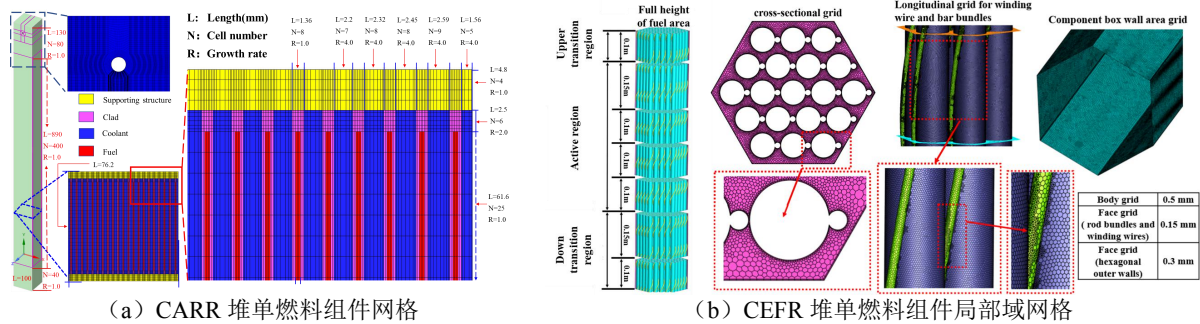 L: Length(mm)
N: Cell number
R: Growth rate
L=130
N=80
R=1.0
Supporting structure
Clad
Coolant
Fuel
L=890
N=400
R=1.0
L=76.2
L=100
N=40
R=1.0
L=1.36
N=8
R=1.0
L=2.2
N=7
R=4.0
L=2.32
N=8
R=4.0
L=2.45
N=8
R=4.0
L=2.59
N=9
R=4.0
L=1.56
N=5
R=4.0
L=4.8
N=4
R=1.0
L=2.5
N=6
R=2.0
L=61.6
N=25
R=1.0
(a) CARR 堆单燃料组件网格
Full height
of fuel area
Upper transition region
Active region
Down transition region
0.1m
0.15m
0.1m
0.1m
0.1m
0.15m
0.1m
cross-sectional grid
Longitudinal grid for winding
wire and bar bundles
Component box wall area grid
Body grid 0.5 mm
Face grid
( rod bundles and
winding wires) 0.15 mm
Face grid
(hexagonal
outer walls) 0.3 mm
(b) CEFR 堆单燃料组件局部域网格